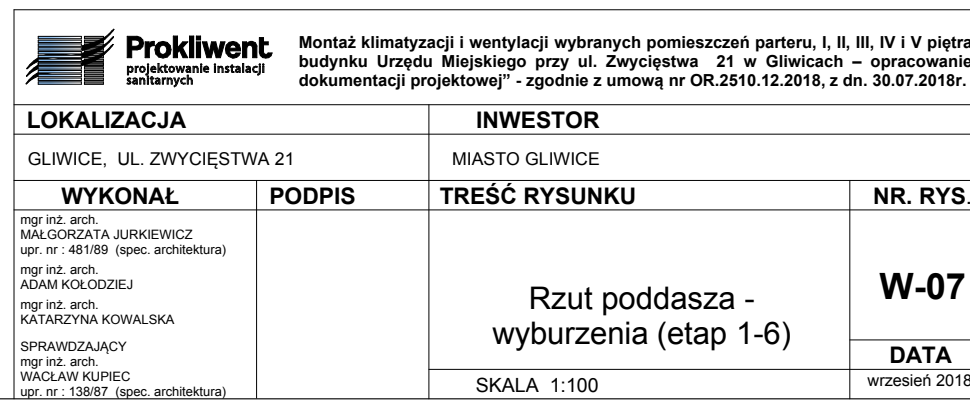 Prokliwent
projektowanie Instalacji
sanitarnych
Montaż klimatyzacji i wentylacji wybranych pomieszczeń parteru, I, II, III, IV i V piętra
budynku Urzędu Miejskiego przy ul. Zwycięstwa 21 w Gliwicach – opracowanie
dokumentacji projektowej” - zgodnie z umową nr OR.2510.12.2018, z dn. 30.07.2018r.
LOKALIZACJA
INWESTOR
GLIWICE, UL. ZWYCIĘSTWA 21
MIASTO GLIWICE
WYKONAŁ
PODPIS
TREŚĆ RYSUNKU
NR. RYS.
mgr inż. arch.
MAŁGORZATA JURKIEWICZ
upr. nr : 481/89 (spec. architektura)
mgr inż. arch.
ADAM KOŁODZIEJ
mgr inż. arch.
KATARZYNA KOWALSKA
SPRAWDZAJĄCY
mgr inż. arch.
WACŁAW KUPIEC
upr. nr : 138/87 (spec. architektura)
Rzut poddasza -
wyburzenia (etap 1-6)
SKALA 1:100
W-07
DATA
wrzesień 2018